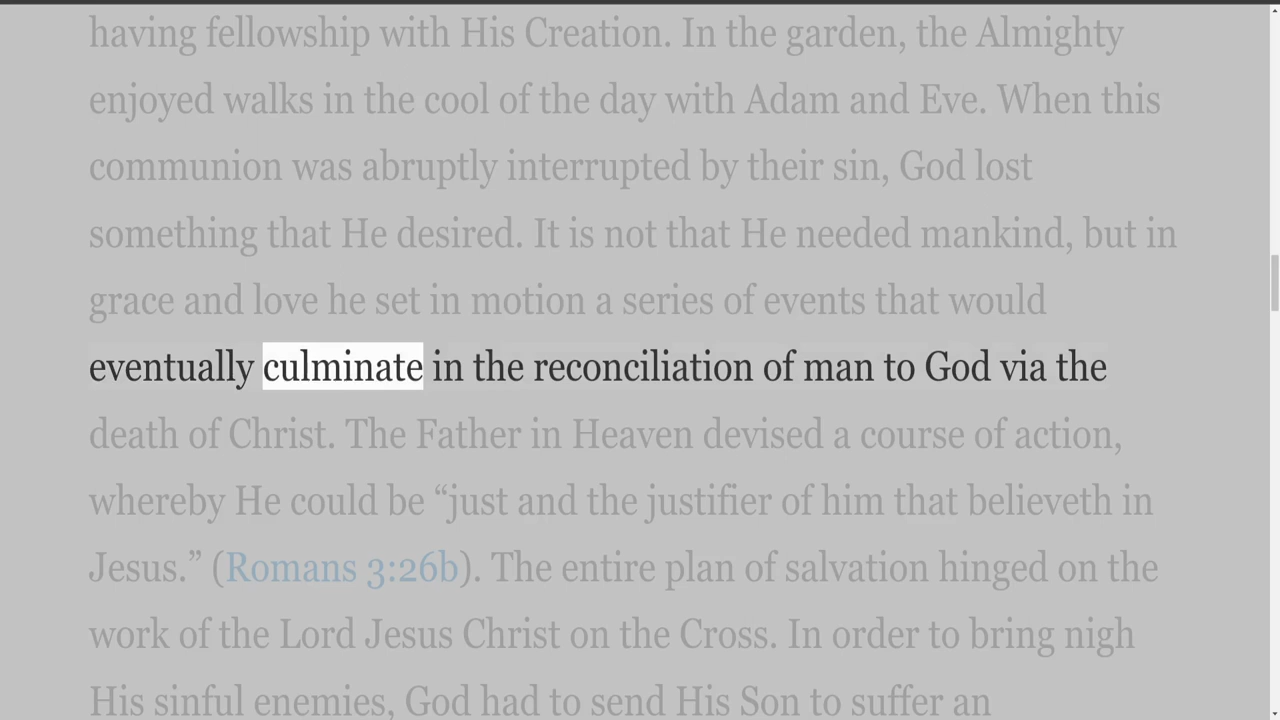 having fellowship with His Creation. In the garden, the Almighty
enjoyed walks in the cool of the day with Adam and Eve. When this
communion was abruptly interrupted by their sin, God lost
something that He desired. It is not that He needed mankind, but in
grace and love he set in motion a series of events that would
eventually culminate in the reconciliation of man to God via the
death of Christ. The Father in Heaven devised a course of action,
whereby He could be “just and the justifier of him that believeth in
Jesus.” (Romans 3:26b). The entire plan of salvation hinged on the
work of the Lord Jesus Christ on the Cross. In order to bring nigh
His sinful enemies, God had to send His Son to suffer an